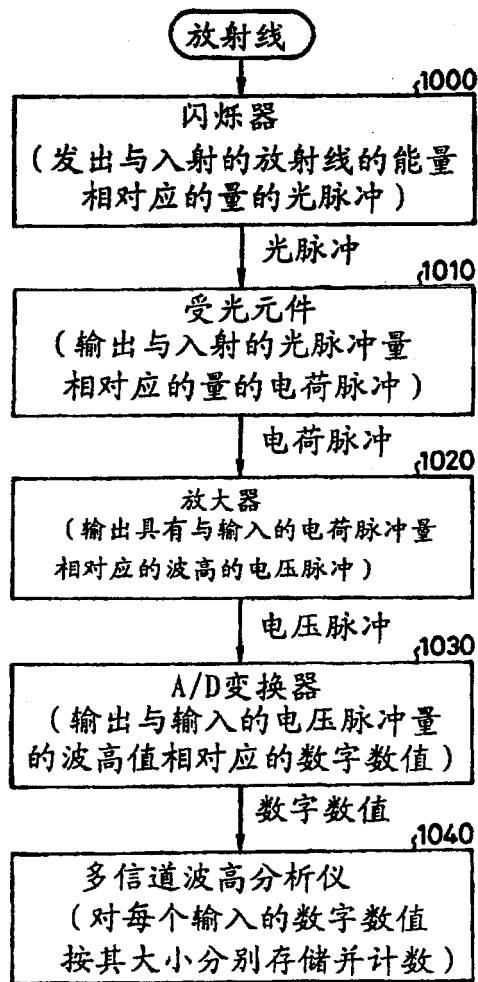 放射线
1000
闪烁器
(发出与入射的放射线的能量
相对应的量的光脉冲)
光脉冲
1010
受光元件
(输出与入射的光脉冲量
相对应的量的电荷脉冲)
电荷脉冲
1020
放大器
(输出具有与输入的电荷脉冲量
相对应的波高的电压脉冲)
电压脉冲
1030
A/D变换器
(输出与输入的电压脉冲量
的波高值相对应的数字数值)
数字数值
1040
多信道波高分析仪
(对每个输入的数字数值
按其大小分别存储并计数)